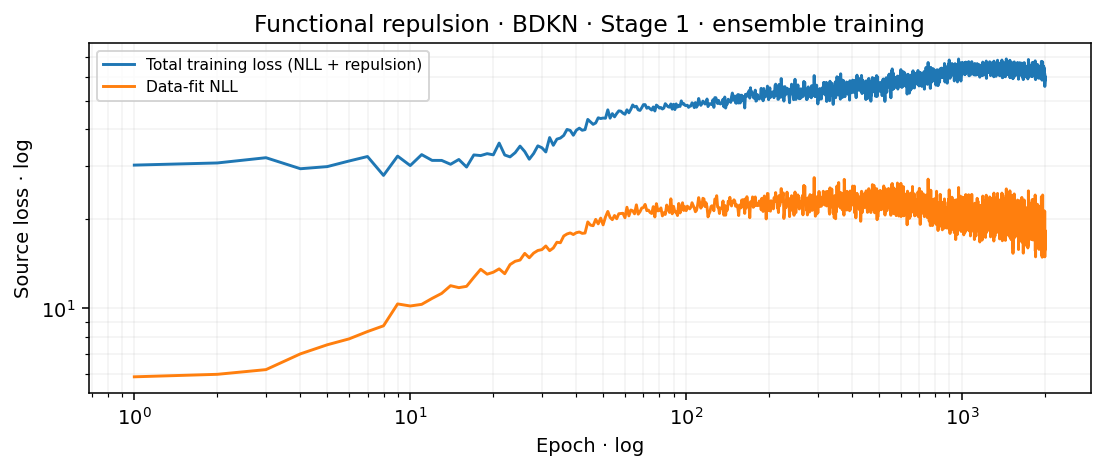 Functional repulsion · BDKN · Stage 1 · ensemble training
Total training loss (NLL + repulsion)
Data-fit NLL
Source loss · log
10¹
10⁰
10¹
10²
10³
Epoch · log